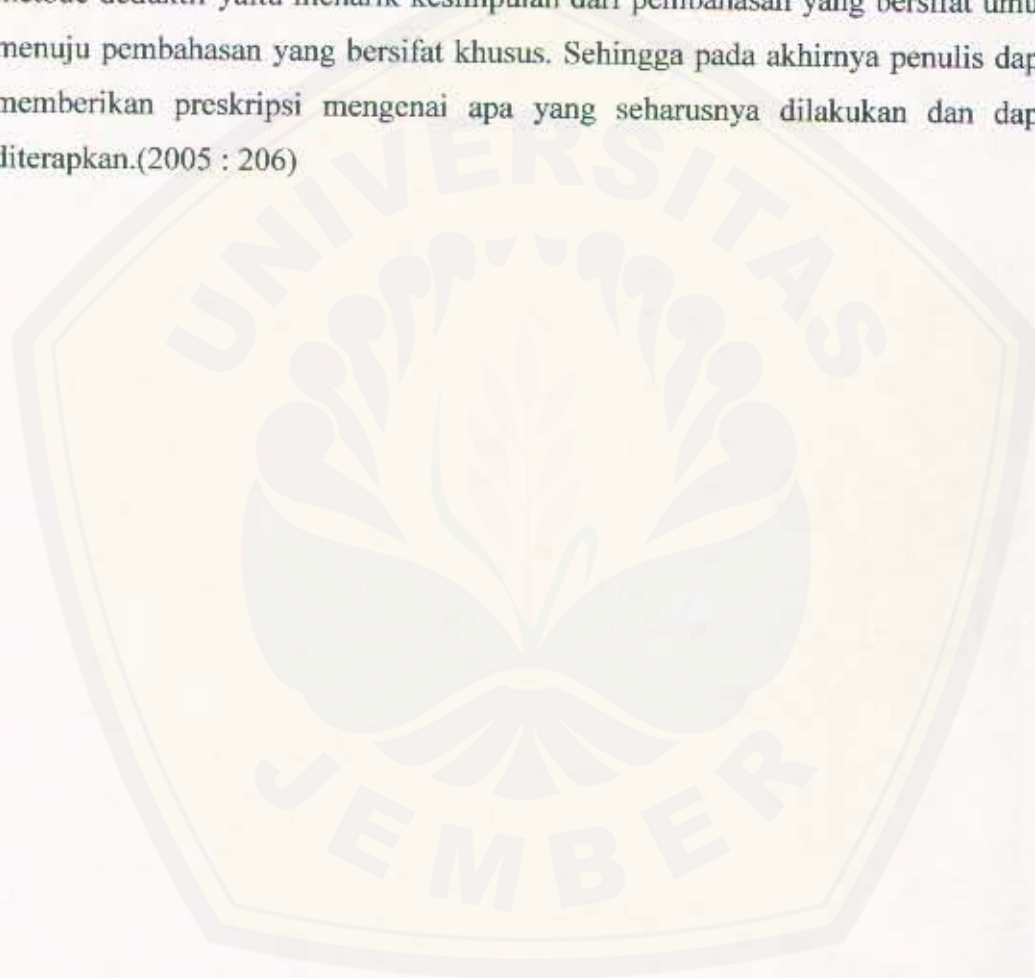 metode deduktif yaitu menarik kesimpulan dari pembahasan yang bersifat umu
menuju pembahasan yang bersifat khusus. Sehingga pada akhirnya penulis dap
memberikan preskripsi mengenai apa yang seharusnya dilakukan dan dap
diterapkan.(2005 : 206)
UNIVERSITAS
JEMBER